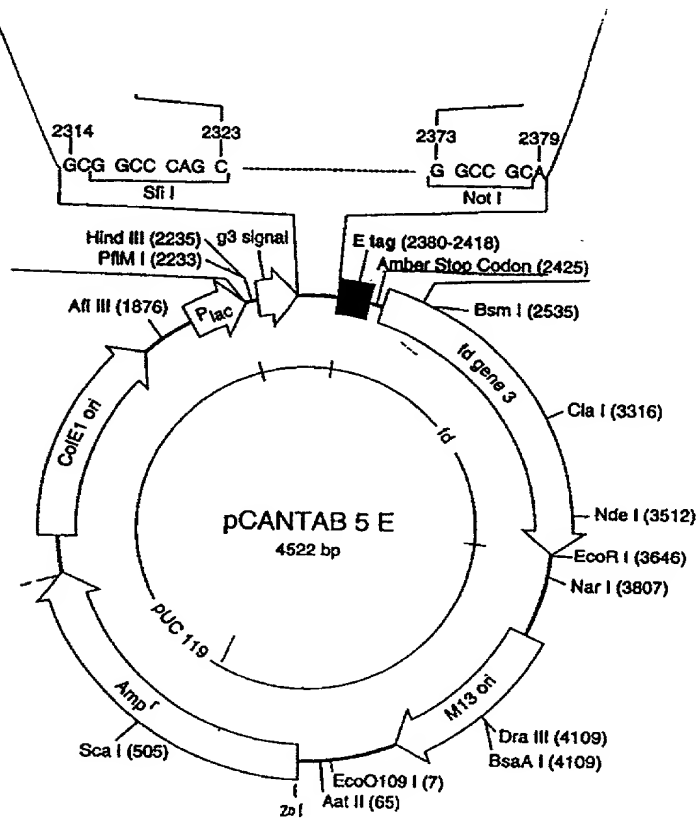 2314
2323
2373
2379
GCG GCC CAG C
G GCC GCA
Sfi I
Not I
Hind III (2235)
g3 signal
E tag (2380-2418)
PflM I (2233)
Amber Stop Codon (2425)
Afl III (1876)
Plac
Bsm I (2535)
fd gene 3
ColE1 ori
fd
Cla I (3316)
pCANTAB 5 E
4522 bp
Nde I (3512)
EcoR I (3646)
Nar I (3807)
pUC 119
Amp r
M13 ori
Sca I (505)
Dra III (4109)
BsaA I (4109)
EcoO109 I (7)
Aat II (65)